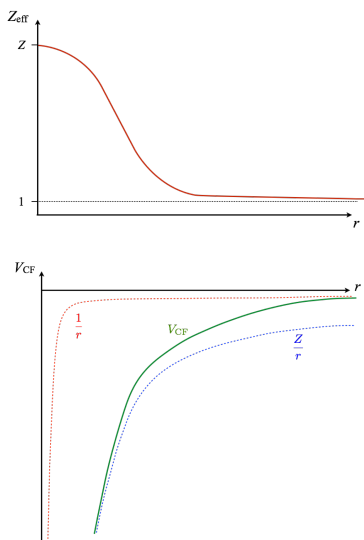 Z_eff
Z
1
r
V_CF
r
1/r
V_CF
Z/r